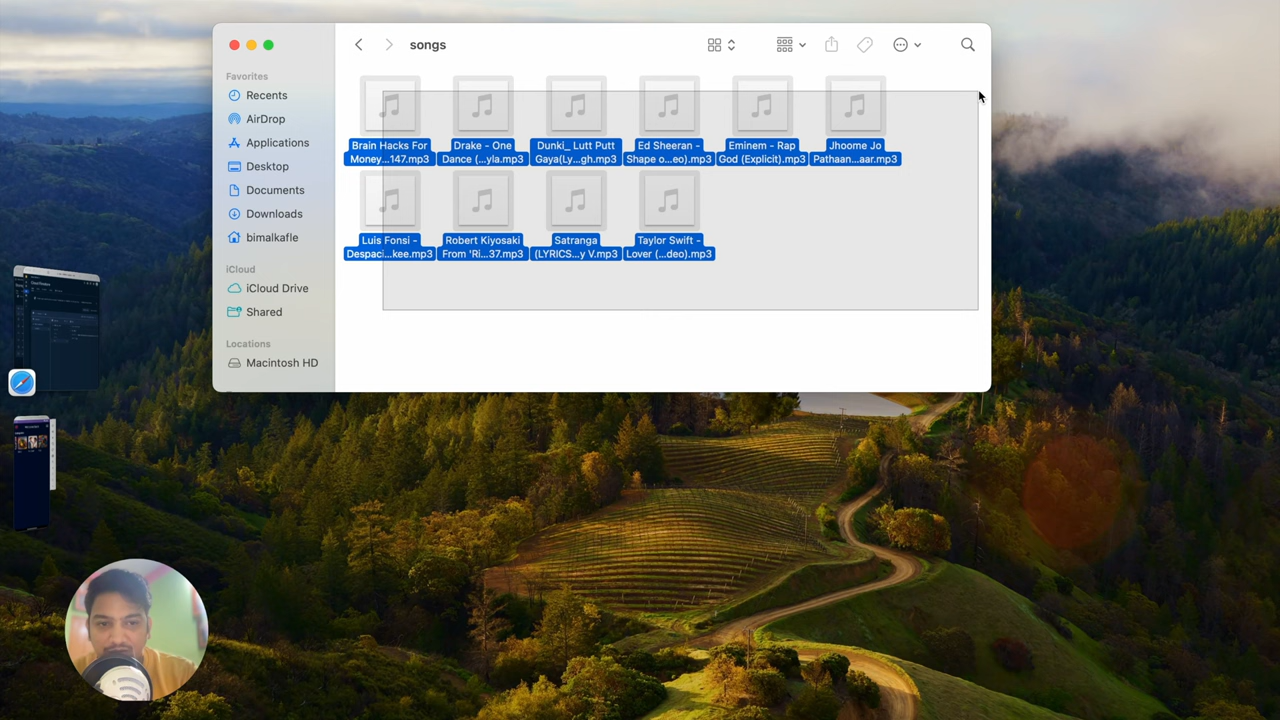 songs
Favorites
Recents
AirDrop
Applications
Desktop
Documents
Downloads
bimalkafle
iCloud
iCloud Drive
Shared
Locations
Macintosh HD
Brain Hacks For
Money...147.mp3
Drake - One
Dance (...yla.mp3
Dunki_ Lutt Putt
Gaya(Ly...gh.mp3
Ed Sheeran -
Shape o...eo).mp3
Eminem - Rap
God (Explicit).mp3
Jhoome Jo
Pathaan...aar.mp3
Luis Fonsi -
Despaci...kee.mp3
Robert Kiyosaki
From 'Ri...37.mp3
Satranga
(LYRICS...y V.mp3
Taylor Swift -
Lover (...deo).mp3